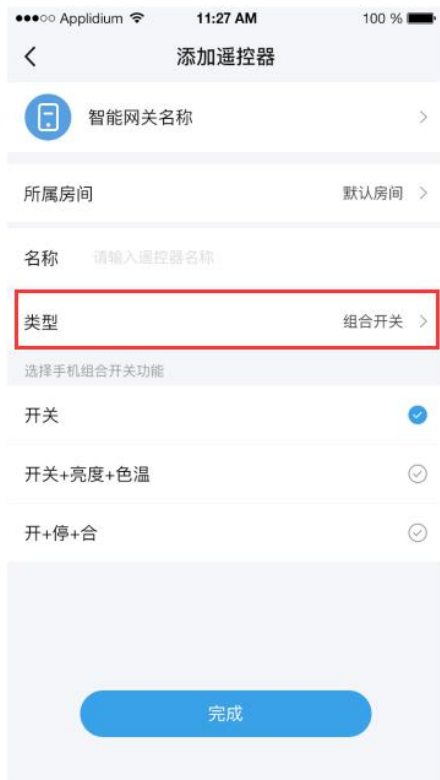 ●●●○○ Applidium 11:27 AM 100 %
添加遥控器
智能网关名称
所属房间 默认房间
名称 请输入遥控器名称
类型 组合开关
选择手机组合开关功能
开关
开关+亮度+色温
开+停+合
完成